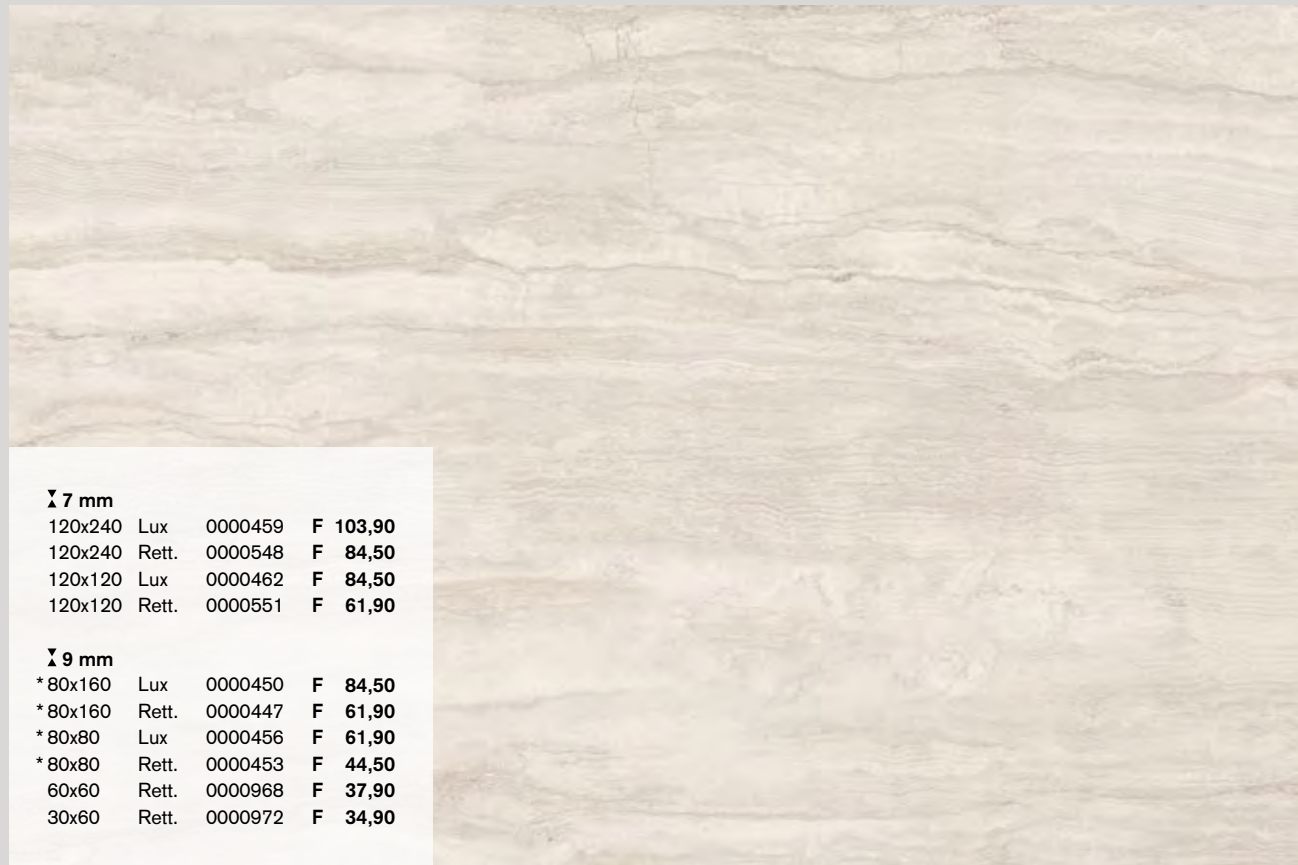 7 mm
120x240 Lux 0000459 F 103,90
120x240 Rett. 0000548 F 84,50
120x120 Lux 0000462 F 84,50
120x120 Rett. 0000551 F 61,90
9 mm
*80x160 Lux 0000450 F 84,50
*80x160 Rett. 0000447 F 61,90
*80x80 Lux 0000456 F 61,90
*80x80 Rett. 0000453 F 44,50
60x60 Rett. 0000968 F 37,90
30x60 Rett. 0000972 F 34,90